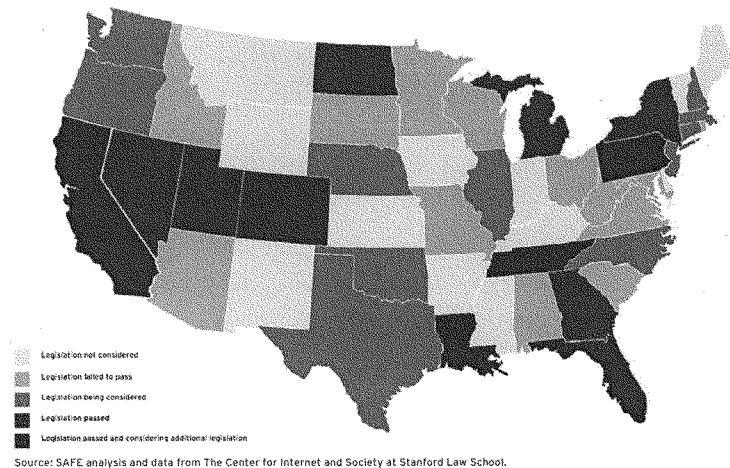 Legislation not considered
Legislation failed to pass
Legislation being considered
Legislation passed
Legislation passed and considering additional legislation
Source: SAFE analysis and data from The Center for Internet and Society at Stanford Law School.